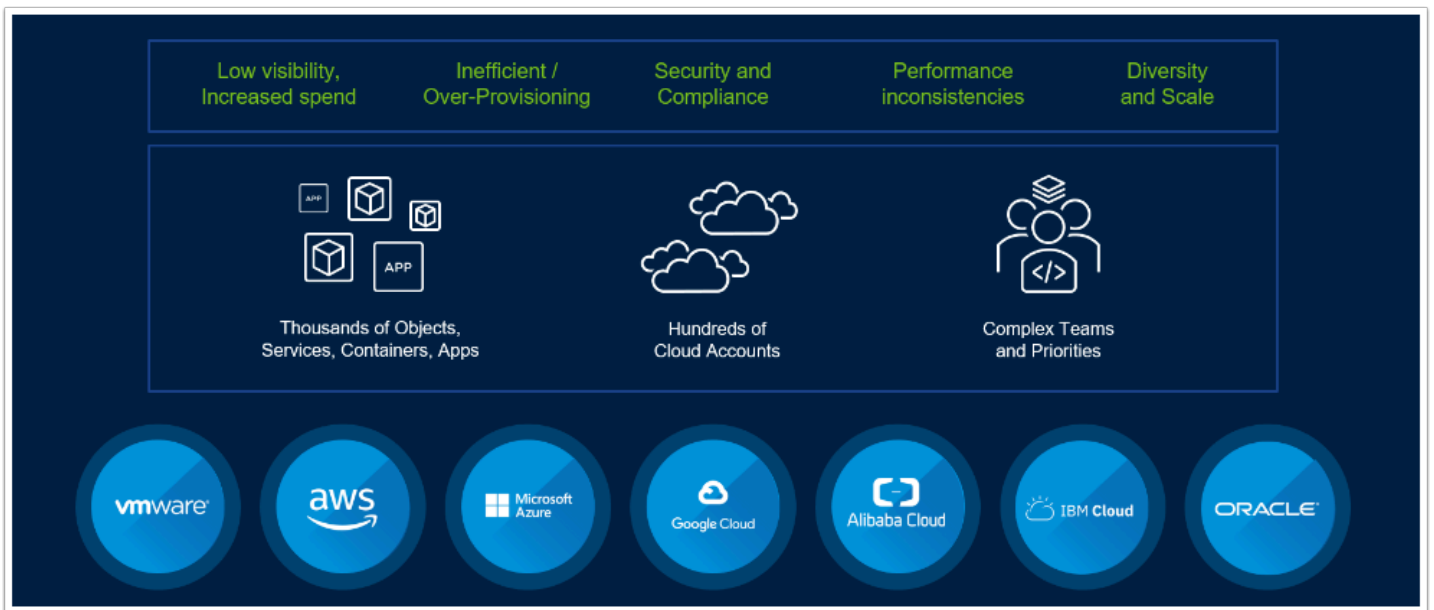 Low visibility,
Increased spend
Inefficient /
Over-Provisioning
Security and
Compliance
Performance
inconsistencies
Diversity
and Scale
APP
APP
</>
Thousands of Objects,
Services, Containers, Apps
Hundreds of
Cloud Accounts
Complex Teams
and Priorities
vmware®
aws
Microsoft
Azure
Google Cloud
Alibaba Cloud
IBM Cloud
ORACLE®